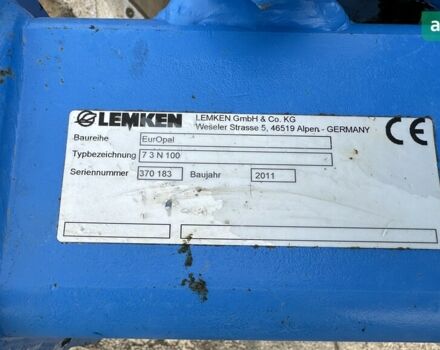 LEMKEN
LEMKEN GmbH & Co. KG
Weseler Strasse 5, 46519 Alpen - GERMANY
CE
Baureihe EurOpal
Typbezeichnung 7 3 N 100
Seriennummer 370 183 Baujahr 2011
a